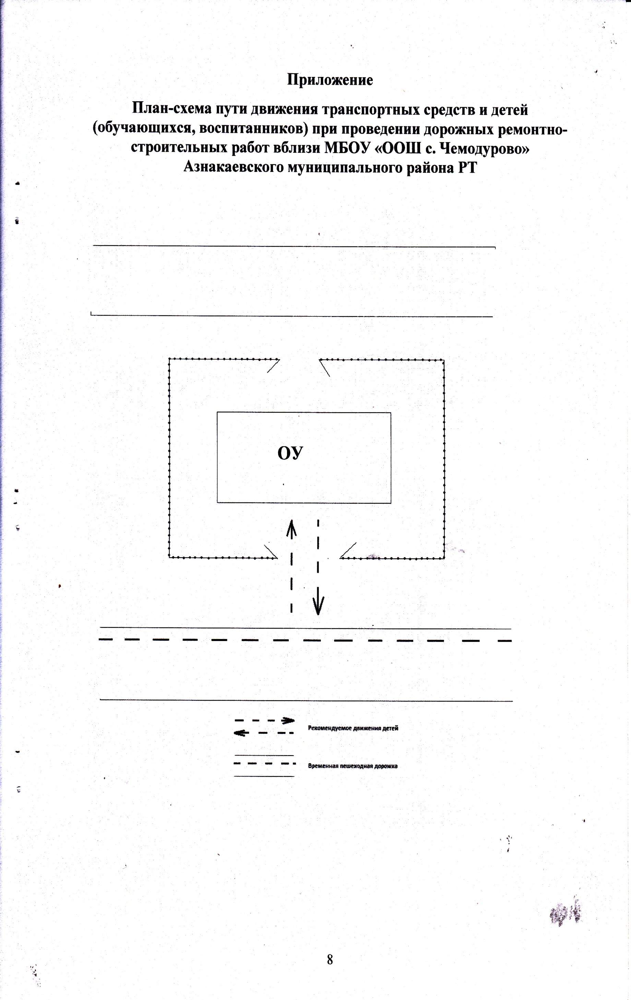 Приложение
План-схема пути движения транспортных средств и детей
(обучающихся, воспитанников) при проведении дорожных ремонтно-
строительных работ вблизи МБОУ «ООШ с. Чемодурово»
Азнакаевского муниципального района РТ
ОУ
Рекомендуемое движения детей
Временная пешеходная дорожка
8